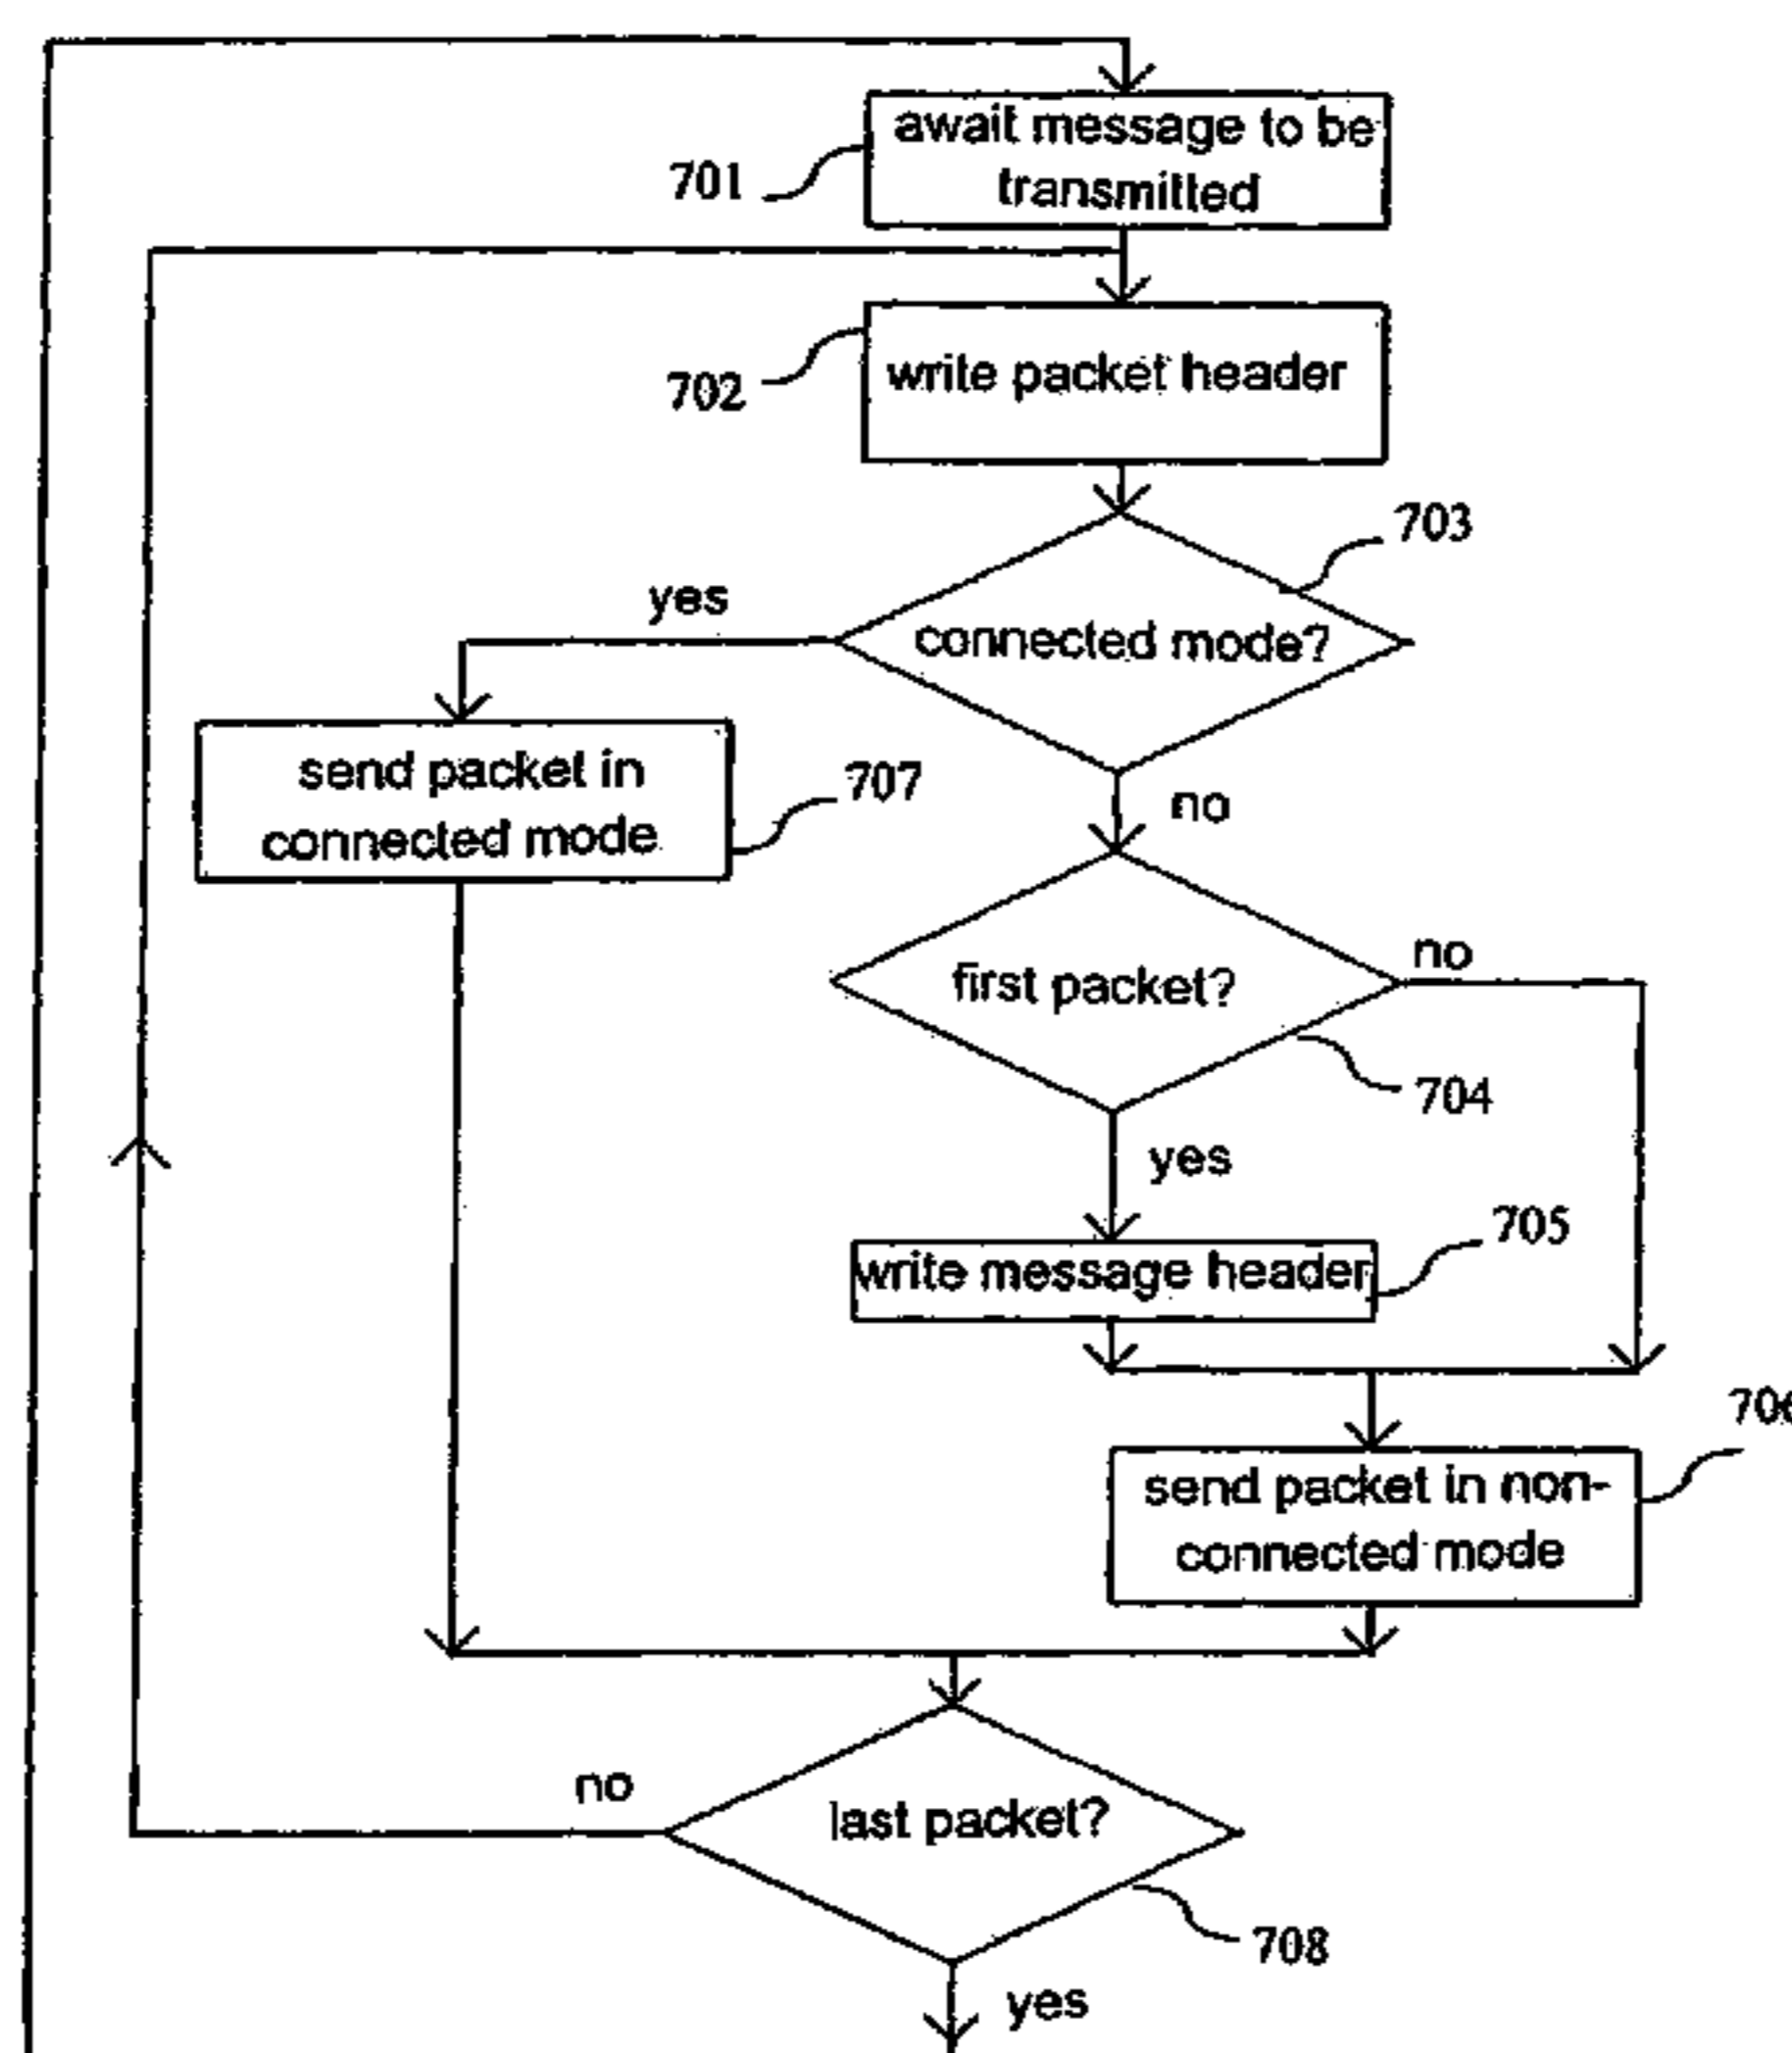 await message to be
transmitted
701
write packet header
702
703
yes
connected mode?
send packet in
connected mode
707
no
first packet?
no
704
yes
705
write message header
706
send packet in non-
connected mode
no
last packet?
708
yes